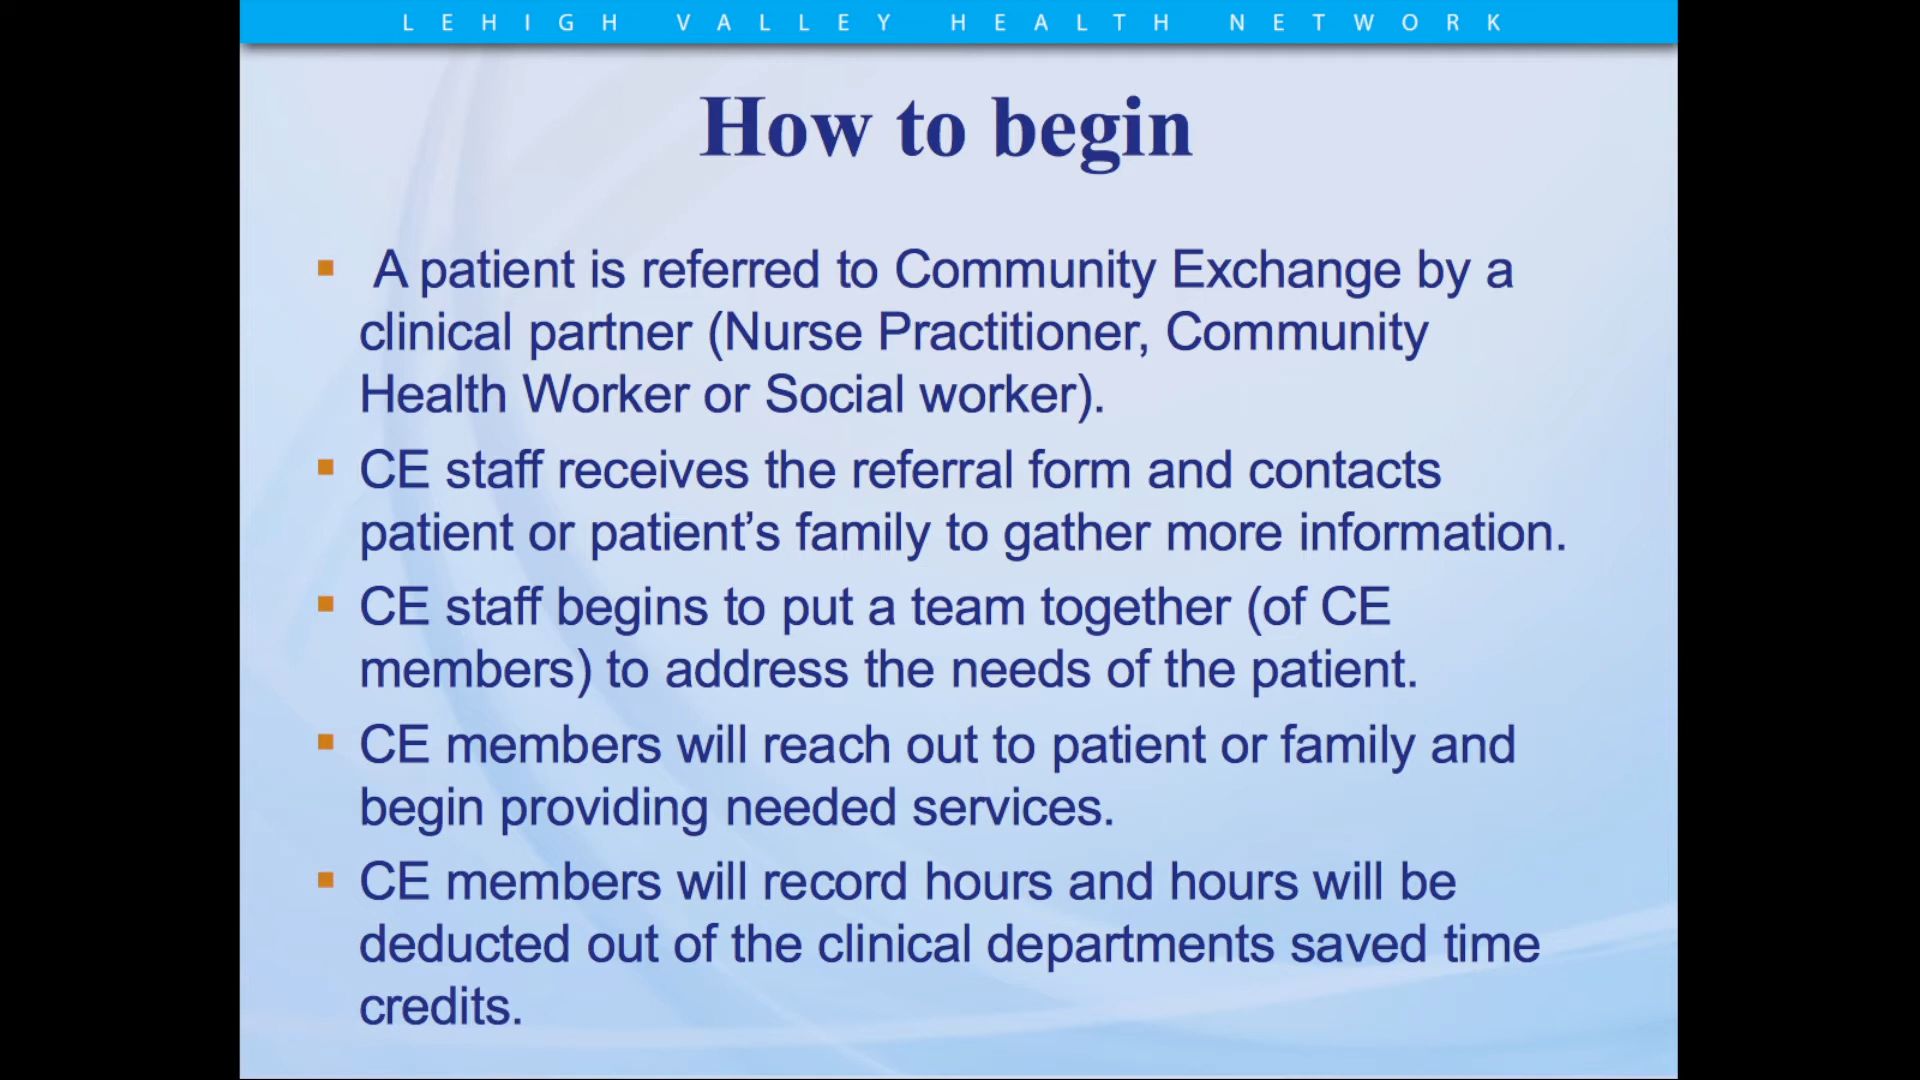 LEHIGH VALLEY HEALTH NETWORK
How to begin
A patient is referred to Community Exchange by a
clinical partner (Nurse Practitioner, Community
Health Worker or Social worker).
CE staff receives the referral form and contacts
patient or patient’s family to gather more information.
CE staff begins to put a team together (of CE
members) to address the needs of the patient.
CE members will reach out to patient or family and
begin providing needed services.
CE members will record hours and hours will be
deducted out of the clinical departments saved time
credits.